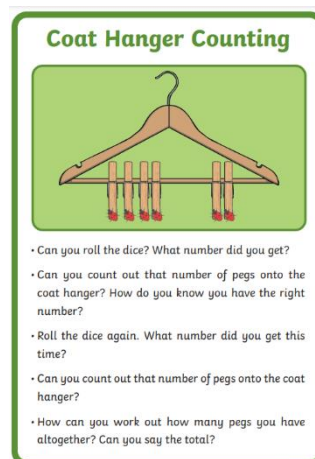 Coat Hanger Counting
• Can you roll the dice? What number did you get?
• Can you count out that number of pegs onto the
coat hanger? How do you know you have the right
number?
• Roll the dice again. What number did you get this
time?
• Can you count out that number of pegs onto the coat
hanger?
• How can you work out how many pegs you have
altogether? Can you say the total?